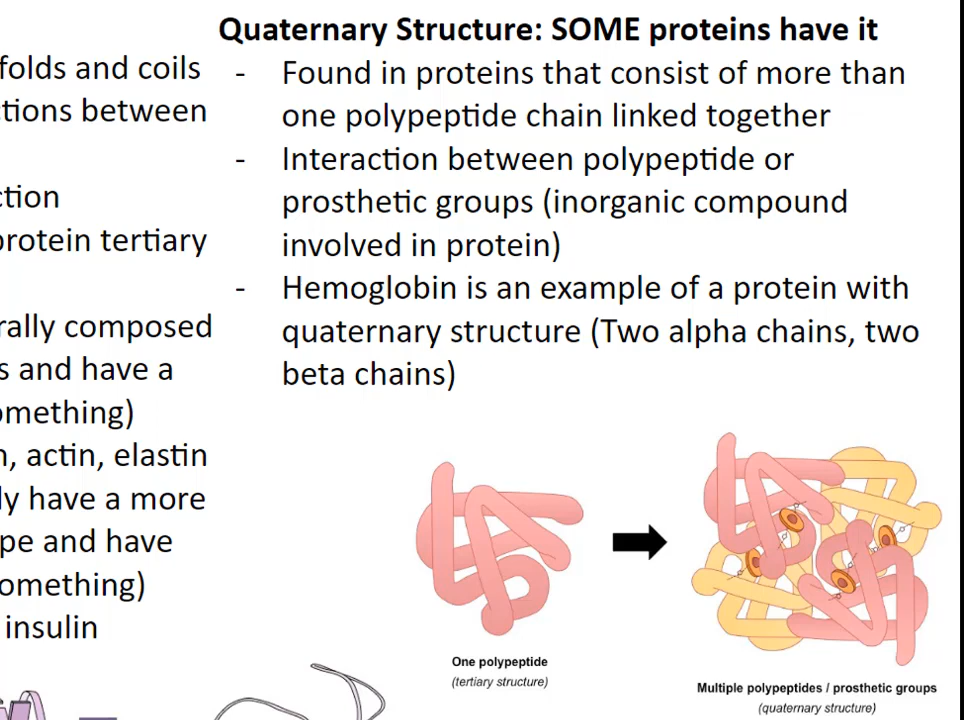 folds and coils
ctions between
ction
protein tertiary
rally composed
s and have a
omething)
n, actin, elastin
ly have a more
pe and have
omething)
insulin
Quaternary Structure: SOME proteins have it
- Found in proteins that consist of more than
one polypeptide chain linked together
- Interaction between polypeptide or
prosthetic groups (inorganic compound
involved in protein)
- Hemoglobin is an example of a protein with
quaternary structure (Two alpha chains, two
beta chains)
One polypeptide
(tertiary structure)
Multiple polypeptides / prosthetic groups
(quaternary structure)